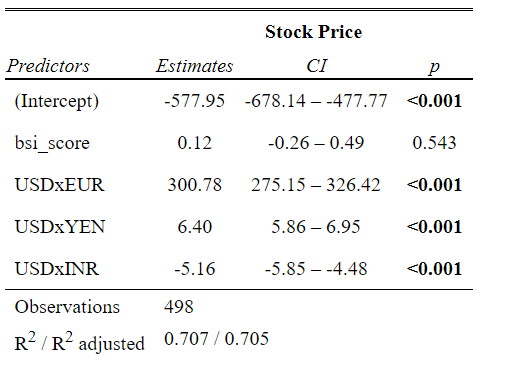 Stock Price
Predictors Estimates CI p
(Intercept) -577.95 -678.14 – -477.77 <0.001
bsi_score 0.12 -0.26 – 0.49 0.543
USDxEUR 300.78 275.15 – 326.42 <0.001
USDxYEN 6.40 5.86 – 6.95 <0.001
USDxINR -5.16 -5.85 – -4.48 <0.001
Observations 498
R² / R² adjusted 0.707 / 0.705